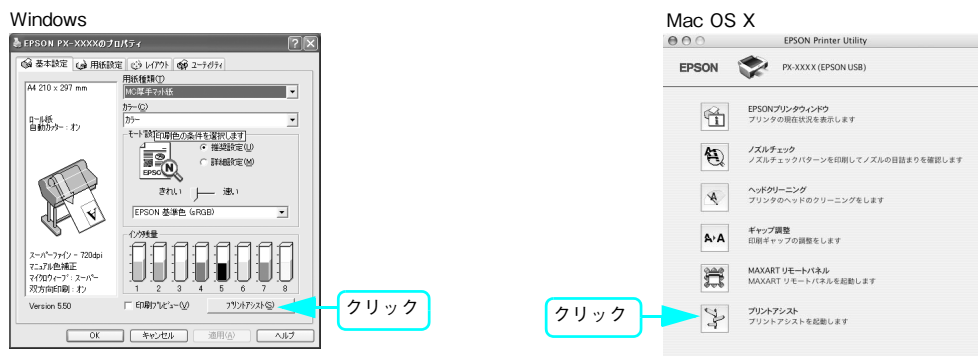 Windows
EPSON PX-XXXXのプロパティ
基本設定 用紙設定 レイアウト ユーティリティ
A4 210 x 297 mm
ロール紙
自動カッター：オン
スーパーファイン - 720dpi
マニュアル色補正
マイクロウィーブ：スーパー
双方向印刷：オン
Version 5.50
用紙種類(T)
MC厚手マット紙
カラー(C)
カラー
モード設
印刷色の条件を選択します
推奨設定(U)
詳細設定(M)
EPSO N
きれい 速い
EPSON 基準色 (sRGB)
インク残量
1 2 3 4 5 6 7 8
印刷プレビュー(V) プリントアシスト(S)
OK キャンセル 適用(A) ヘルプ
クリック
Mac OS X
EPSON Printer Utility
EPSON PX-XXXX (EPSON USB)
EPSONプリンタウィンドウ
プリンタの現在状況を表示します
ノズルチェック
ノズルチェックパターンを印刷してノズルの目詰まりを確認します
ヘッドクリーニング
プリンタのヘッドのクリーニングをします
ギャップ調整
印刷ギャップの調整をします
MAXART リモートパネル
MAXART リモートパネルを起動します
プリントアシスト
プリントアシストを起動します
クリック